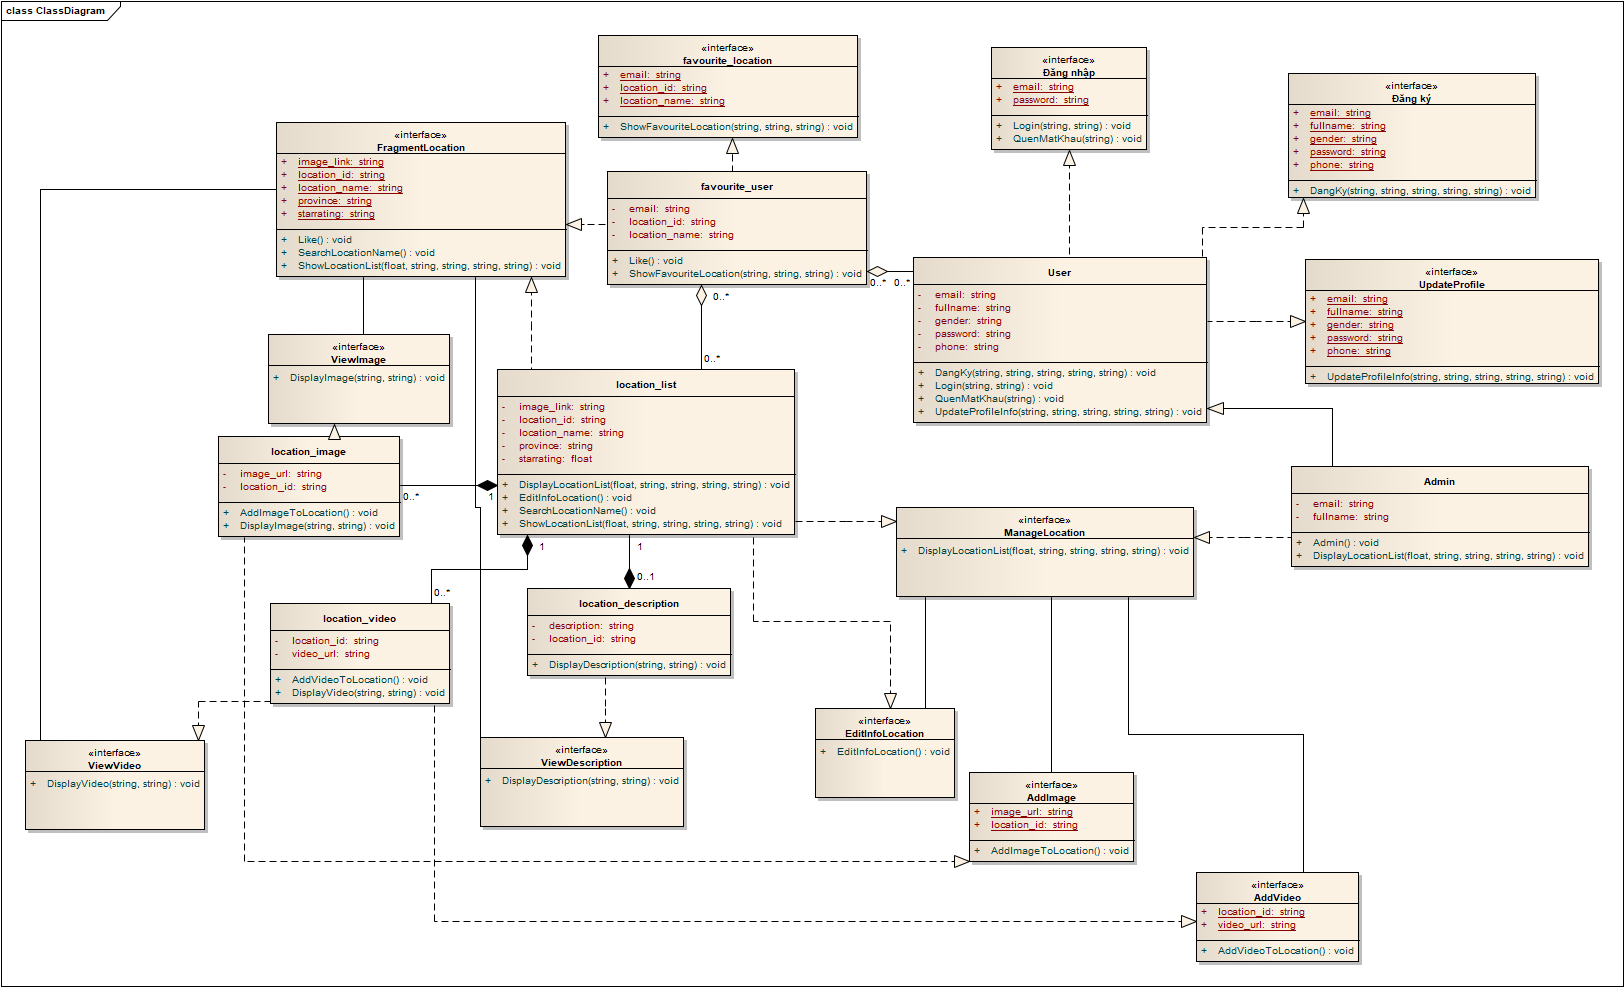 class ClassDiagram
«interface»
favourite_location
+ email: string
+ location_id: string
+ location_name: string
+ ShowFavouriteLocation(string, string, string) : void
«interface»
Đăng nhập
+ email: string
+ password: string
+ Login(string, string) : void
+ QuenMatKhau(string) : void
«interface»
Đăng ký
+ email: string
+ fullname: string
+ gender: string
+ password: string
+ phone: string
+ DangKy(string, string, string, string, string) : void
«interface»
FragmentLocation
+ image_link: string
+ location_id: string
+ location_name: string
+ province: string
+ starrating: string
+ Like() : void
+ SearchLocationName() : void
+ ShowLocationList(float, string, string, string, string) : void
favourite_user
- email: string
- location_id: string
- location_name: string
+ Like() : void
+ ShowFavouriteLocation(string, string, string) : void
0..* 0..*
0..*
0..*
User
- email: string
- fullname: string
- gender: string
- password: string
- phone: string
+ DangKy(string, string, string, string, string) : void
+ Login(string, string) : void
+ QuenMatKhau(string) : void
+ UpdateProfileInfo(string, string, string, string, string) : void
«interface»
UpdateProfile
+ email: string
+ fullname: string
+ gender: string
+ password: string
+ phone: string
+ UpdateProfileInfo(string, string, string, string, string) : void
«interface»
ViewImage
+ DisplayImage(string, string) : void
location_list
- image_link: string
- location_id: string
- location_name: string
- province: string
- starrating: float
+ DisplayLocationList(float, string, string, string, string) : void
+ EditInfoLocation() : void
+ SearchLocationName() : void
+ ShowLocationList(float, string, string, string, string) : void
location_image
- image_url: string
- location_id: string
+ AddImageToLocation() : void
+ DisplayImage(string, string) : void
0..*
1
Admin
- email: string
- fullname: string
+ Admin() : void
+ DisplayLocationList(float, string, string, string, string) : void
«interface»
ManageLocation
+ DisplayLocationList(float, string, string, string, string) : void
1
0..*
1
0..1
location_video
- location_id: string
- video_url: string
+ AddVideoToLocation() : void
+ DisplayVideo(string, string) : void
location_description
- description: string
- location_id: string
+ DisplayDescription(string, string) : void
«interface»
ViewVideo
+ DisplayVideo(string, string) : void
«interface»
ViewDescription
+ DisplayDescription(string, string) : void
«interface»
EditInfoLocation
+ EditInfoLocation() : void
«interface»
AddImage
+ image_url: string
+ location_id: string
+ AddImageToLocation() : void
«interface»
AddVideo
+ location_id: string
+ video_url: string
+ AddVideoToLocation() : void